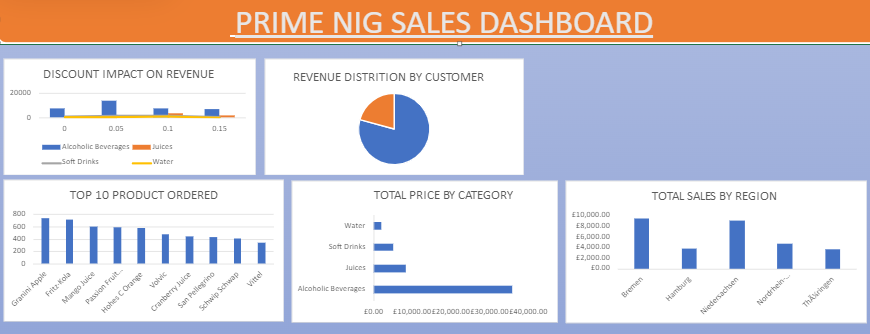 PRIME NIG SALES DASHBOARD
DISCOUNT IMPACT ON REVENUE
20000
0
0 0.05 0.1 0.15
Alcoholic Beverages Juices
Soft Drinks Water
REVENUE DISTRITION BY CUSTOMER
TOP 10 PRODUCT ORDERED
800
600
400
200
0
Granini Apple
Fritz-Kola
Mango Juice
Passion Fruit...
Hohes C Orange
Volvic
Cranberry Juice
San Pellegrino
Schwip Schwap
Vittel
TOTAL PRICE BY CATEGORY
Water
Soft Drinks
Juices
Alcoholic Beverages
£0.00 £10,000.00 £20,000.00 £30,000.00 £40,000.00
TOTAL SALES BY REGION
£10,000.00
£8,000.00
£6,000.00
£4,000.00
£2,000.00
£0.00
Bremen
Hamburg
Niedersachsen
Nordrhein-...